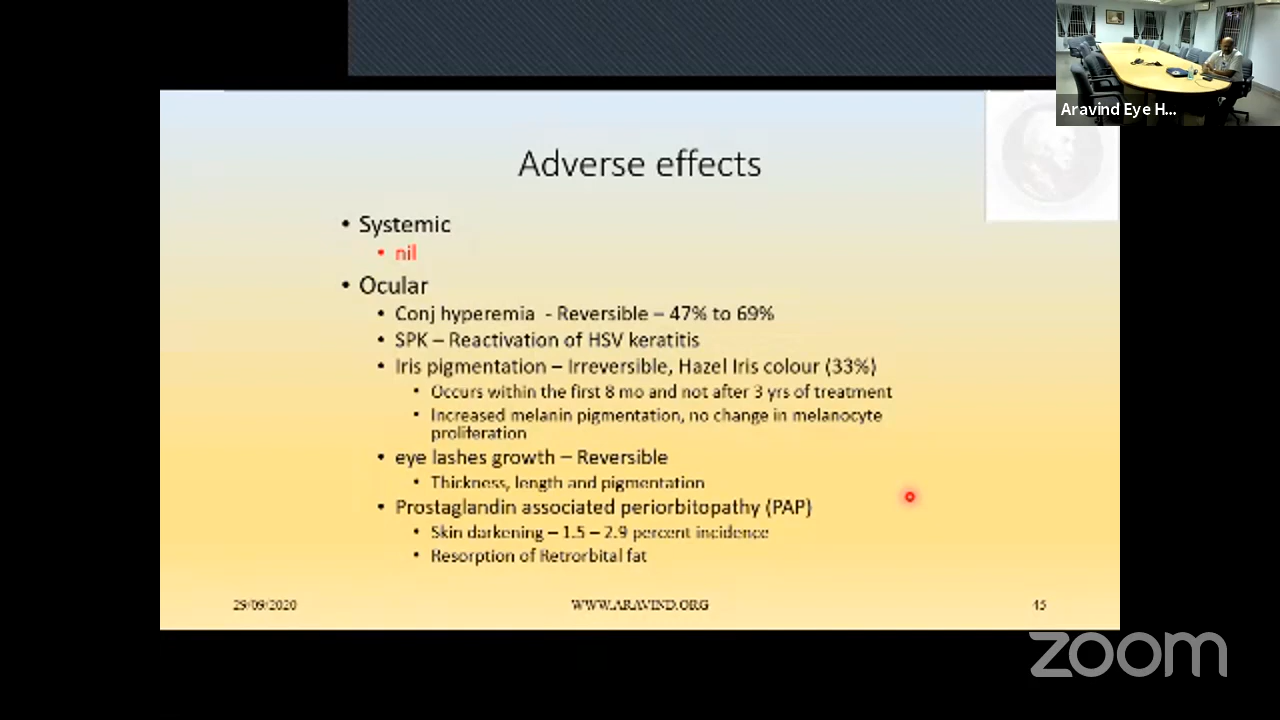 Aravind Eye H...
Adverse effects
• Systemic
• nil
• Ocular
• Conj hyperemia - Reversible – 47% to 69%
• SPK – Reactivation of HSV keratitis
• Iris pigmentation – Irreversible, Hazel Iris colour (33%)
• Occurs within the first 8 mo and not after 3 yrs of treatment
• Increased melanin pigmentation, no change in melanocyte
proliferation
• eye lashes growth – Reversible
• Thickness, length and pigmentation
• Prostaglandin associated periorbitopathy (PAP)
• Skin darkening – 1.5 – 2.9 percent incidence
• Resorption of Retrorbital fat
29/09/2020
WWW.ARAVIND.ORG
45
zoom